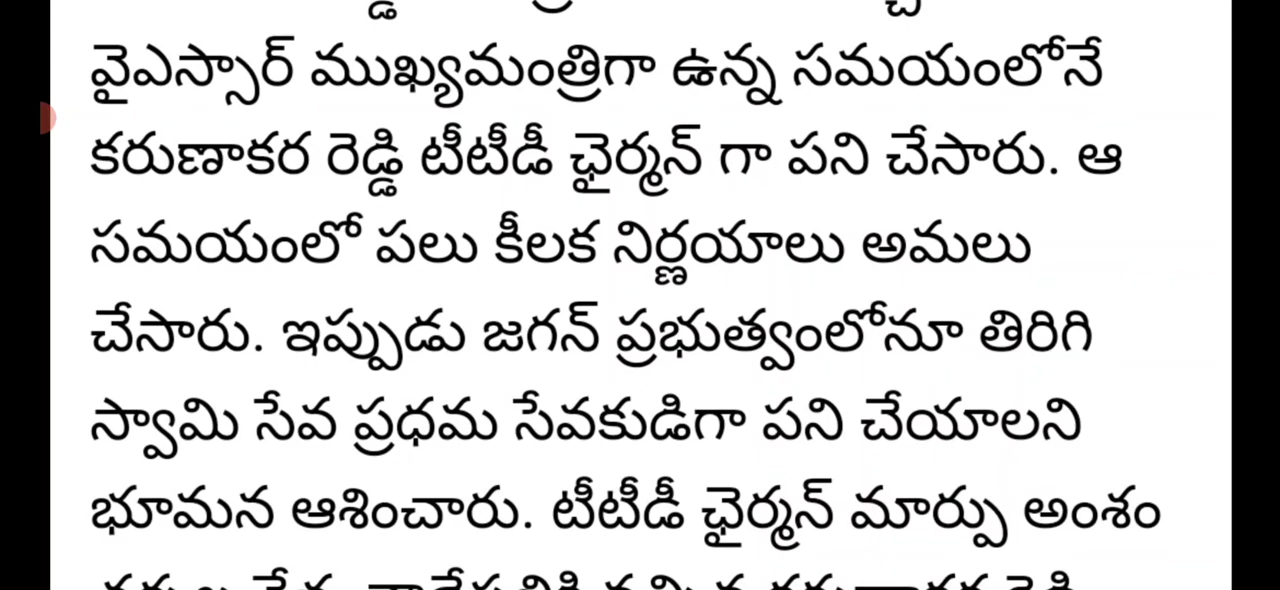 వైఎస్సార్ ముఖ్యమంత్రిగా ఉన్న సమయంలోనే
కరుణాకర రెడ్డి టీటీడీ ఛైర్మన్ గా పని చేసారు. ఆ
సమయంలో పలు కీలక నిర్ణయాలు అమలు
చేసారు. ఇప్పుడు జగన్ ప్రభుత్వంలోనూ తిరిగి
స్వామి సేవ ప్రధమ సేవకుడిగా పని చేయాలని
భూమన ఆశించారు. టీటీడీ ఛైర్మన్ మార్పు అంశం